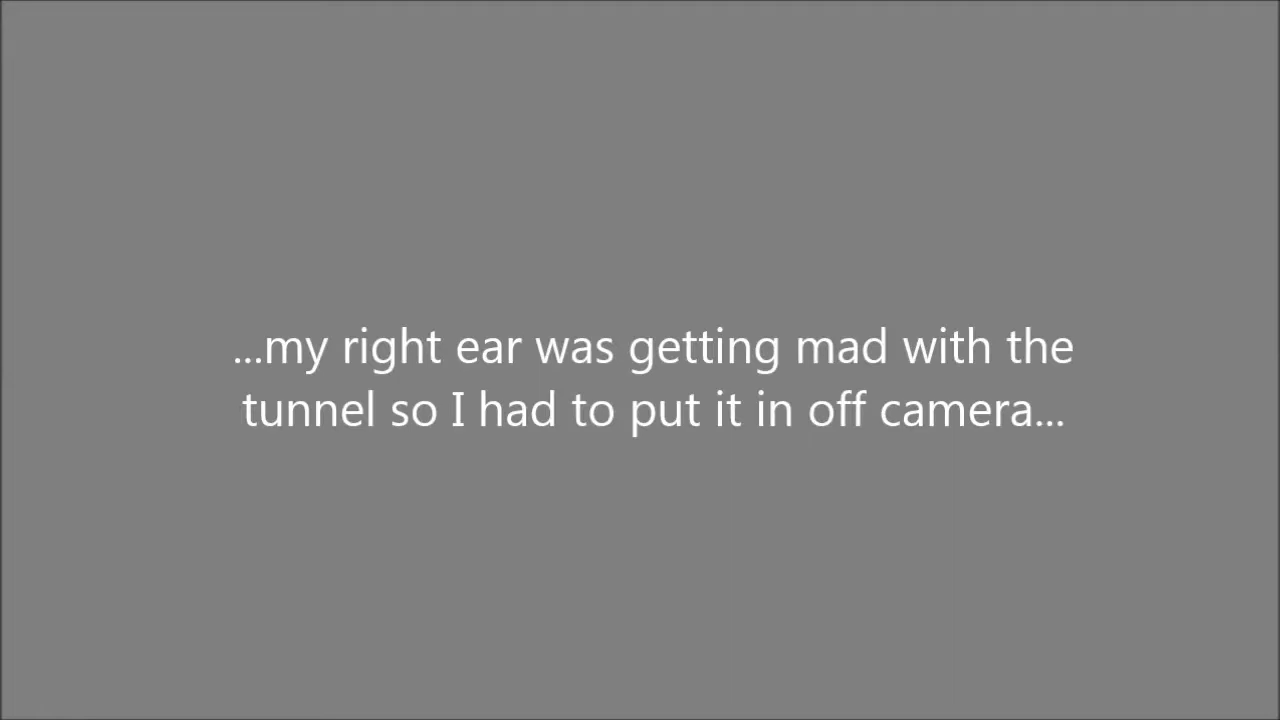 ...my right ear was getting mad with the
tunnel so I had to put it in off camera...